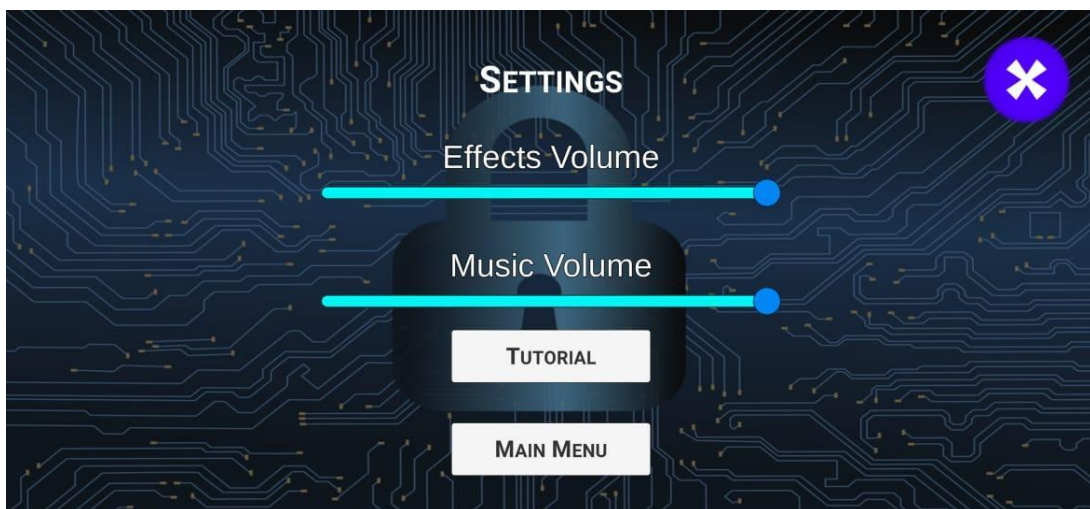 Settings
Effects Volume
Music Volume
Tutorial
Main Menu